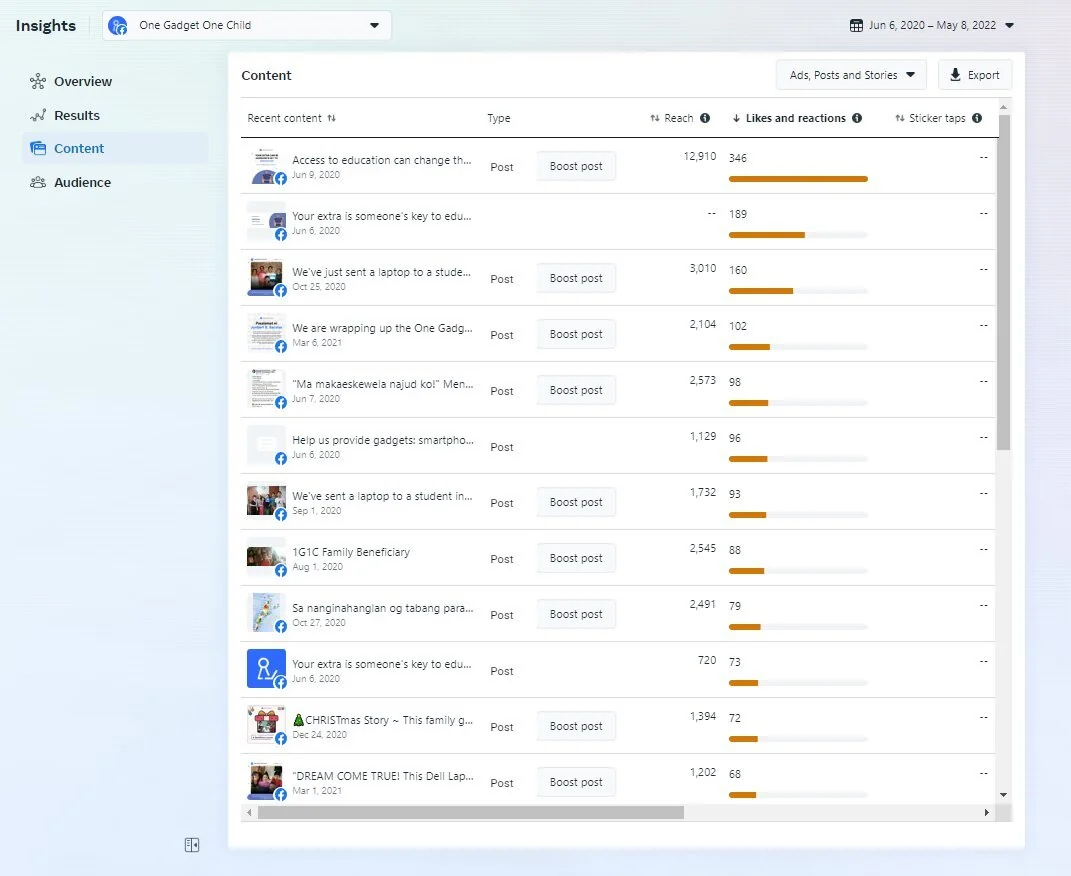 Insights
One Gadget One Child
Jun 6, 2020 – May 8, 2022
Overview
Results
Content
Audience
Content
Ads, Posts and Stories
Export
Recent content Type Reach Likes and reactions Sticker taps
Access to education can change th... Post Boost post 12,910 346 --
Jun 9, 2020
Your extra is someone's key to edu... -- 189 --
Jun 6, 2020
We've just sent a laptop to a stude... Post Boost post 3,010 160 --
Oct 25, 2020
We are wrapping up the One Gadg... Post Boost post 2,104 102 --
Mar 6, 2021
"Ma makaeskewela najud ko!" Men... Post Boost post 2,573 98 --
Jun 7, 2020
Help us provide gadgets: smartpho... Post 1,129 96 --
Jun 6, 2020
We've sent a laptop to a student in... Post Boost post 1,732 93 --
Sep 1, 2020
1G1C Family Beneficiary Post Boost post 2,545 88 --
Aug 1, 2020
Sa nanginahanglan og tabang para... Post Boost post 2,491 79 --
Oct 27, 2020
Your extra is someone's key to edu... Post 720 73 --
Jun 6, 2020
🎄CHRISTmas Story ~ This family g... Post Boost post 1,394 72 --
Dec 24, 2020
"DREAM COME TRUE! This Dell Lap... Post Boost post 1,202 68 --
Mar 1, 2021